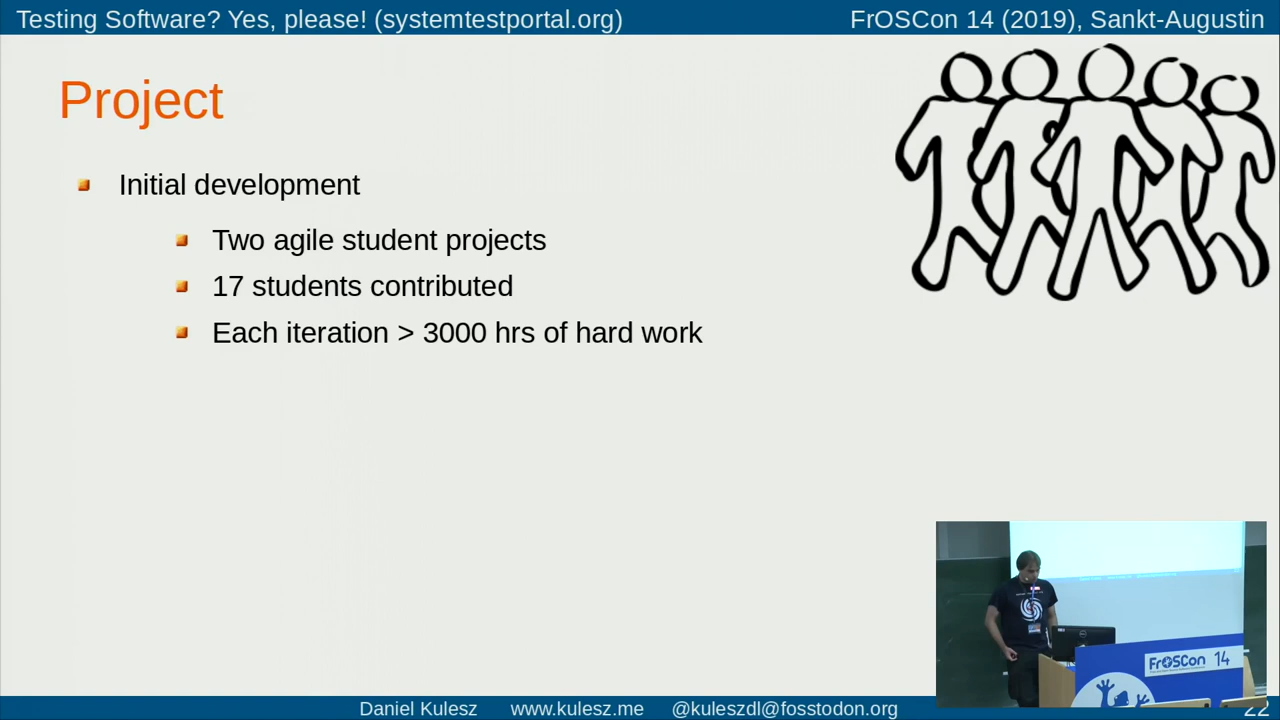 Testing Software? Yes, please! (systemtestportal.org)
FrOSCon 14 (2019), Sankt-Augustin
Project
Initial development
Two agile student projects
17 students contributed
Each iteration > 3000 hrs of hard work
FrOSCon 14
Daniel Kulesz www.kulesz.me @kuleszdl@fosstodon.org
22